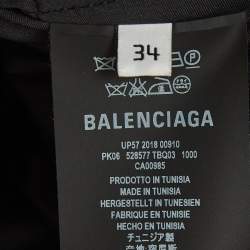 34
BALENCIAGA
UP57 2018 00910
PK06 528577 TBQ03 1000
CA00985
PRODOTTO IN TUNISIA
MADE IN TUNISIA
HERGESTELLT IN TUNESIEN
FABRIQUE EN TUNISIE
HECHO EN TUNISIA
チュニジア製